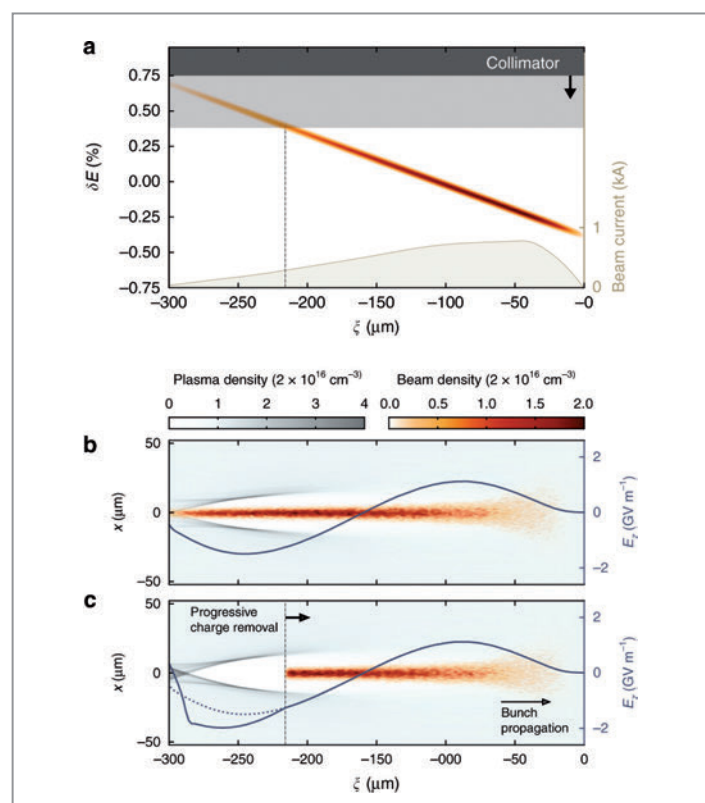 a
Collimator
0.75
0.50
0.25
0.00
−0.25
−0.50
−0.75
δE (%)
1
0
Beam current (kA)
−300 −250 −200 −150 −100 −50 −0
ξ (μm)
Plasma density (2 × 10¹⁶ cm⁻³) Beam density (2 × 10¹⁶ cm⁻³)
0 1 2 3 4 0.0 0.5 1.0 1.5 2.0
b
50
0
−50
x (μm)
2
0
−2
E_z (GV m⁻¹)
c
50
0
−50
x (μm)
Progressive
charge removal
Bunch
propagation
2
0
−2
E_z (GV m⁻¹)
−300 −250 −200 −150 −100 −50 0
ξ (μm)